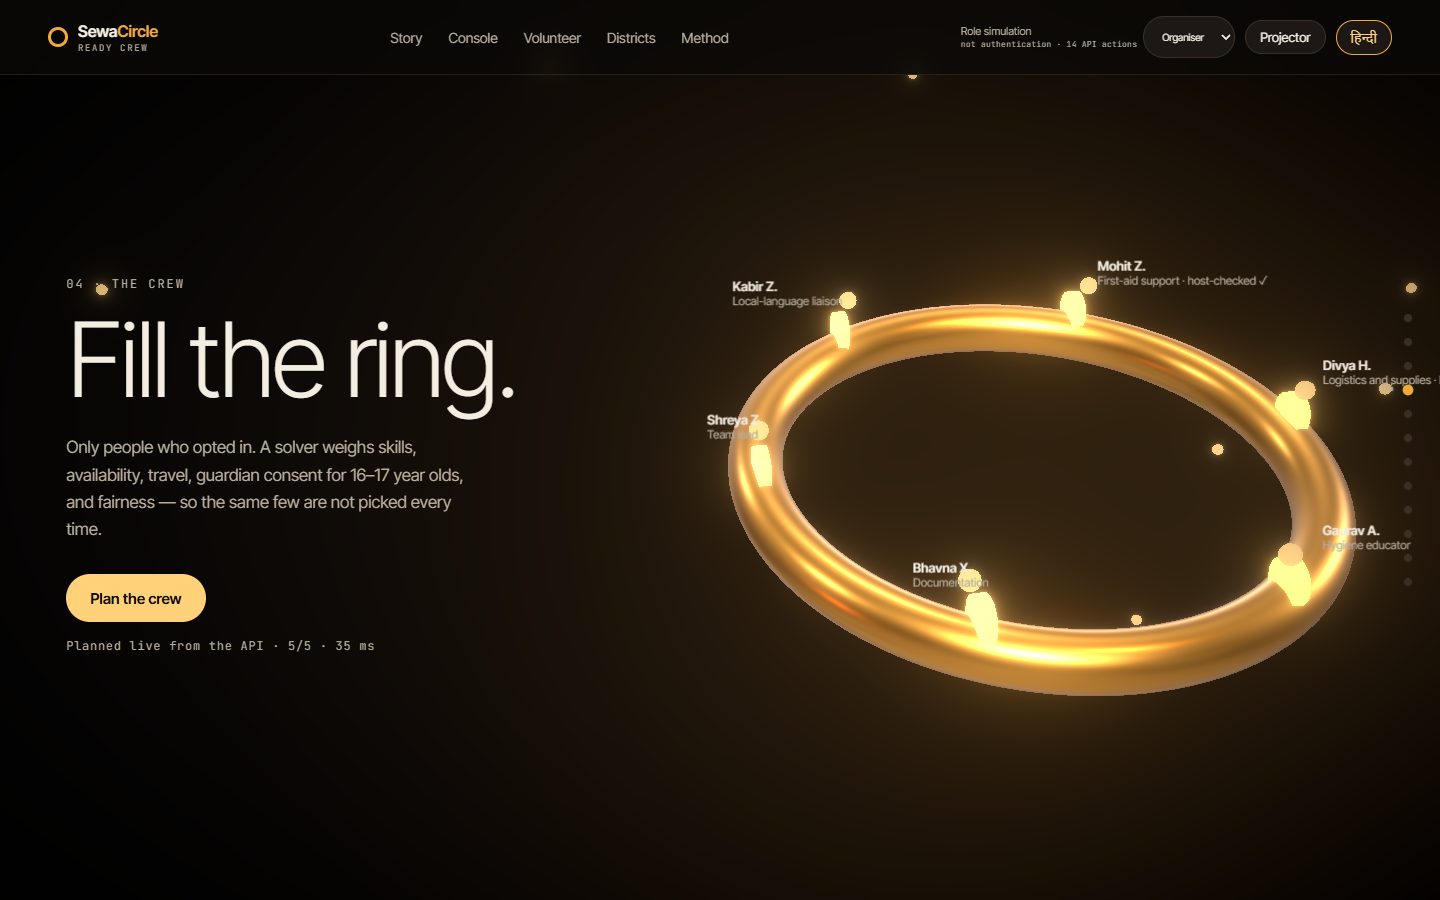 SewaCircle
READY CREW
Story
Console
Volunteer
Districts
Method
Role simulation
not authentication · 14 API actions
Organiser
Projector
हिन्दी
04 · THE CREW
Fill the ring.
Only people who opted in. A solver weighs skills,
availability, travel, guardian consent for 16–17 year olds,
and fairness — so the same few are not picked every
time.
Plan the crew
Planned live from the API · 5/5 · 35 ms
Kabir Z.
Local-language liaison
Mohit Z.
First-aid support · host-checked ✓
Divya H.
Logistics and supplies ·
Shreya Z.
Team lead
Gaurav A.
Hygiene educator
Bhavna X.
Documentation